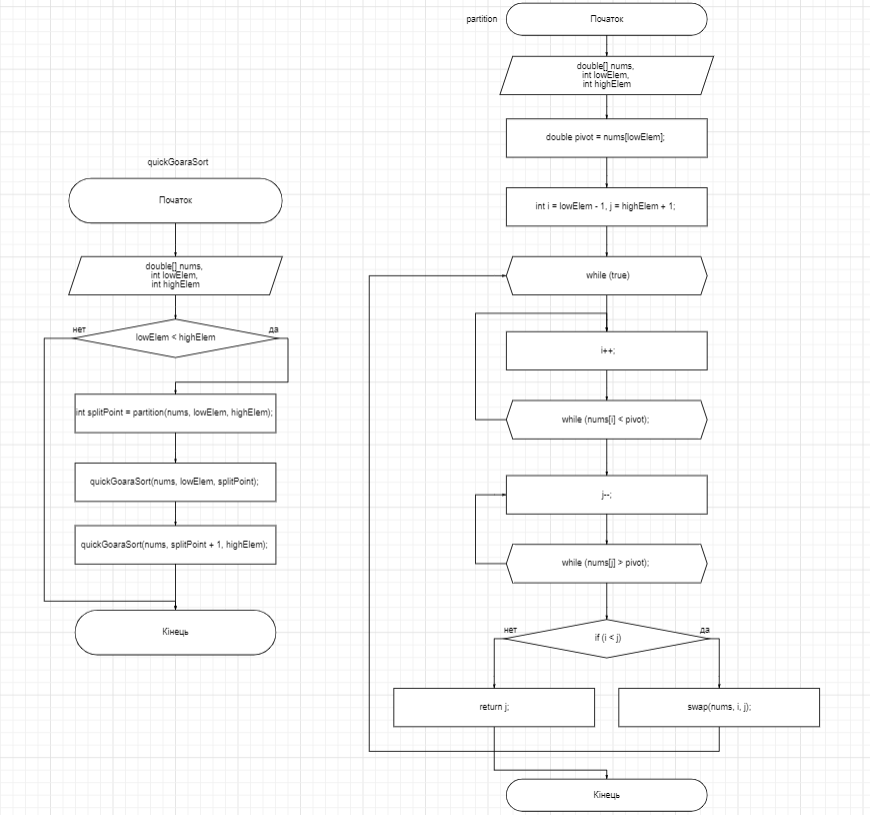 quickGoaraSort
Початок
double[] nums,
int lowElem,
int highElem
нет
да
lowElem < highElem
int splitPoint = partition(nums, lowElem, highElem);
quickGoaraSort(nums, lowElem, splitPoint);
quickGoaraSort(nums, splitPoint + 1, highElem);
Кінець
partition
Початок
double[] nums,
int lowElem,
int highElem
double pivot = nums[lowElem];
int i = lowElem - 1, j = highElem + 1;
while (true)
i++;
while (nums[i] < pivot);
j--;
while (nums[j] > pivot);
нет
да
if (i < j)
return j;
swap(nums, i, j);
Кінець